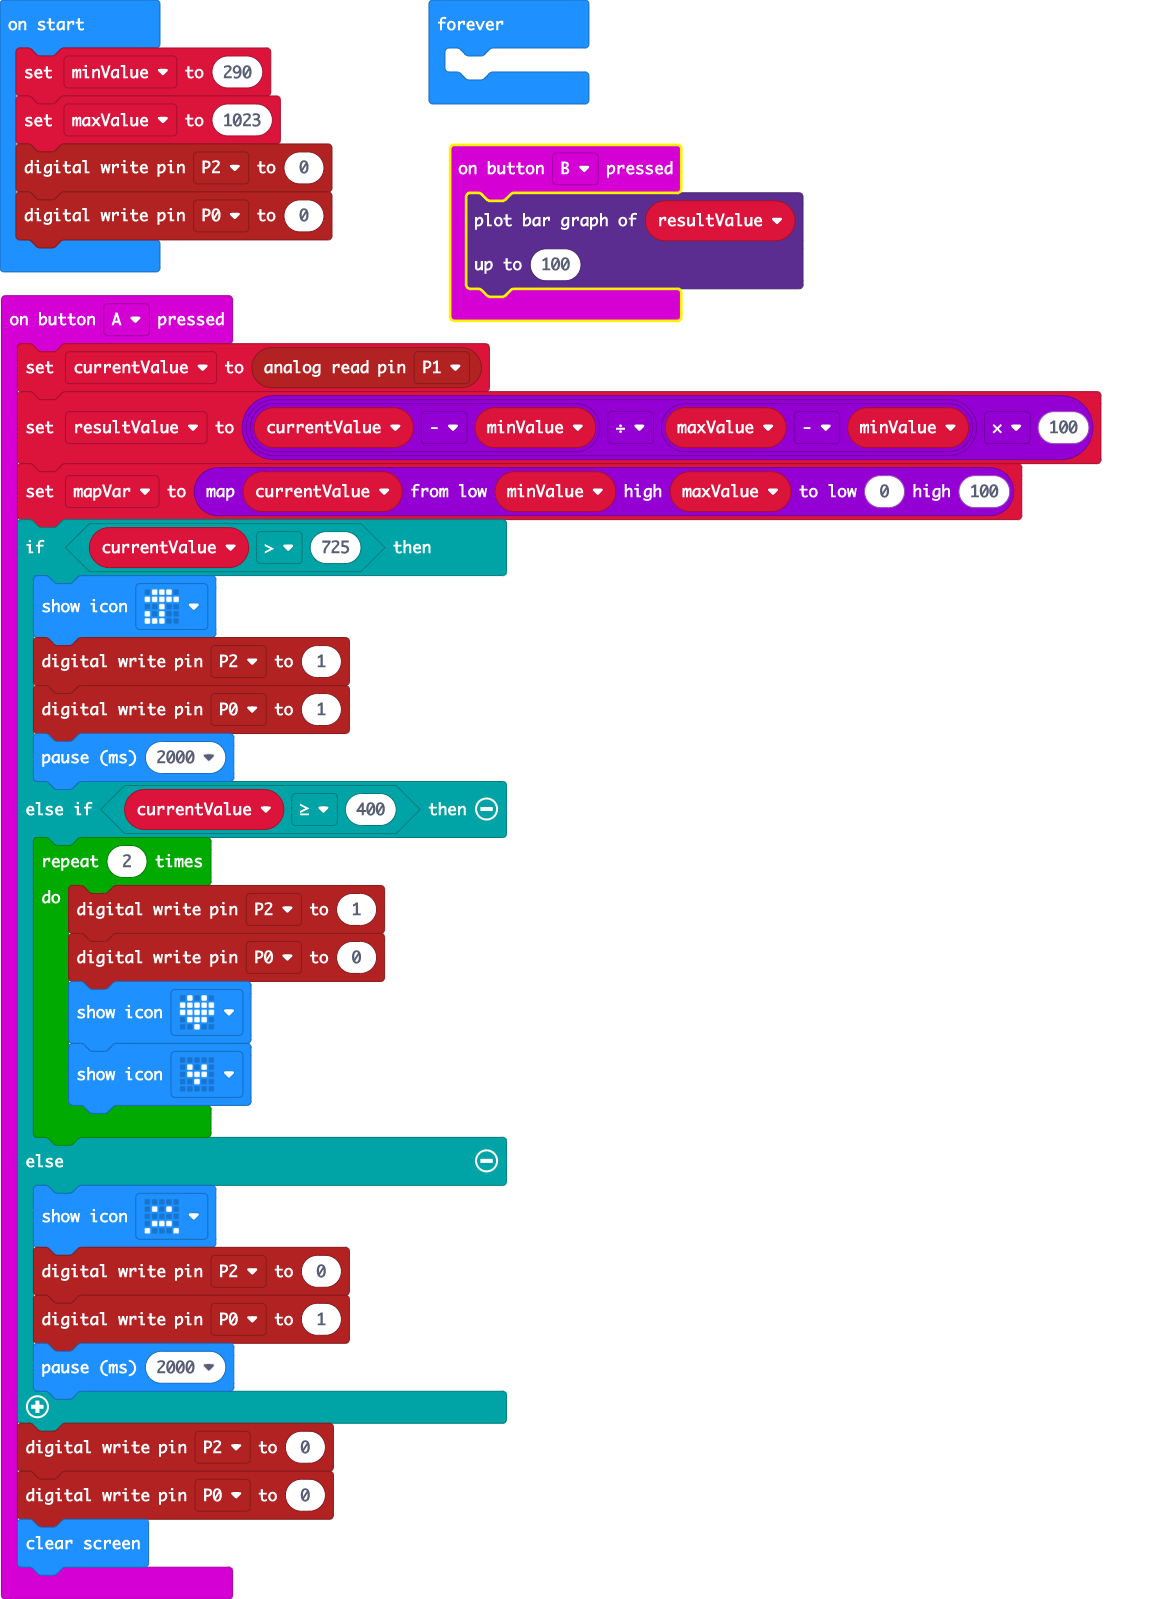 on start
set minValue to 290
set maxValue to 1023
digital write pin P2 to 0
digital write pin P0 to 0
forever
on button B pressed
plot bar graph of resultValue
up to 100
on button A pressed
set currentValue to analog read pin P1
set resultValue to currentValue - minValue ÷ maxValue - minValue × 100
set mapVar to map currentValue from low minValue high maxValue to low 0 high 100
if currentValue > 725 then
show icon
digital write pin P2 to 1
digital write pin P0 to 1
pause (ms) 2000
else if currentValue ≥ 400 then
repeat 2 times
do
digital write pin P2 to 1
digital write pin P0 to 0
show icon
show icon
else
show icon
digital write pin P2 to 0
digital write pin P0 to 1
pause (ms) 2000
digital write pin P2 to 0
digital write pin P0 to 0
clear screen